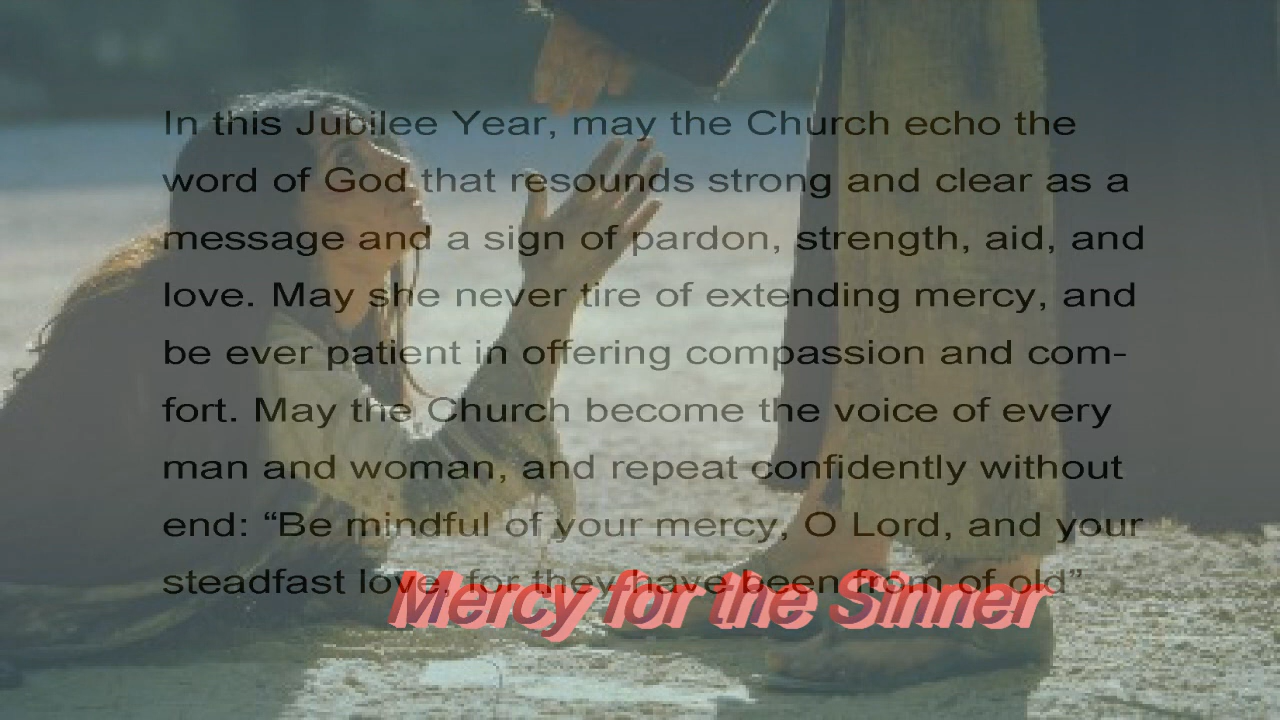 In this Jubilee Year, may the Church echo the
word of God that resounds strong and clear as a
message and a sign of pardon, strength, aid, and
love. May she never tire of extending mercy, and
be ever patient in offering compassion and com-
fort. May the Church become the voice of every
man and woman, and repeat confidently without
end: “Be mindful of your mercy, O Lord, and your
steadfast love, for they have been from of old”
Mercy for the Sinner